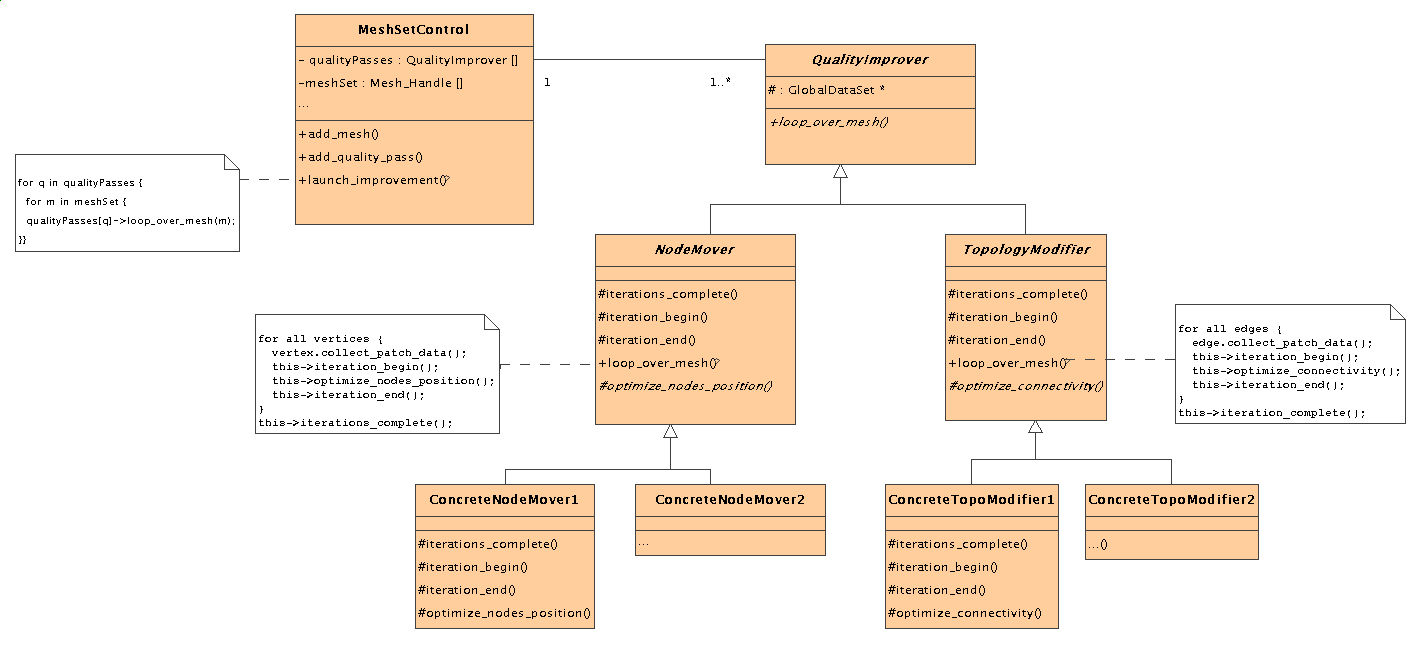 MeshSetControl
- qualityPasses : QualityImprover []
-meshSet : Mesh_Handle []
...
+add_mesh()
+add_quality_pass()
+launch_improvement()
1
1..*
QualityImprover
# : GlobalDataSet *
+loop_over_mesh()
for q in qualityPasses {
for m in meshSet {
qualityPasses[q]->loop_over_mesh(m);
}}
NodeMover
#iterations_complete()
#iteration_begin()
#iteration_end()
+loop_over_mesh()
#optimize_nodes_position()
TopologyModifier
#iterations_complete()
#iteration_begin()
#iteration_end()
+loop_over_mesh()
#optimize_connectivity()
for all vertices {
vertex.collect_patch_data();
this->iteration_begin();
this->optimize_nodes_position();
this->iteration_end();
}
this->iterations_complete();
for all edges {
edge.collect_patch_data();
this->iteration_begin();
this->optimize_connectivity();
this->iteration_end();
}
this->iteration_complete();
ConcreteNodeMover1
#iterations_complete()
#iteration_begin()
#iteration_end()
#optimize_nodes_position()
ConcreteNodeMover2
...
ConcreteTopoModifier1
#iterations_complete()
#iteration_begin()
#iteration_end()
#optimize_connectivity()
ConcreteTopoModifier2
...()